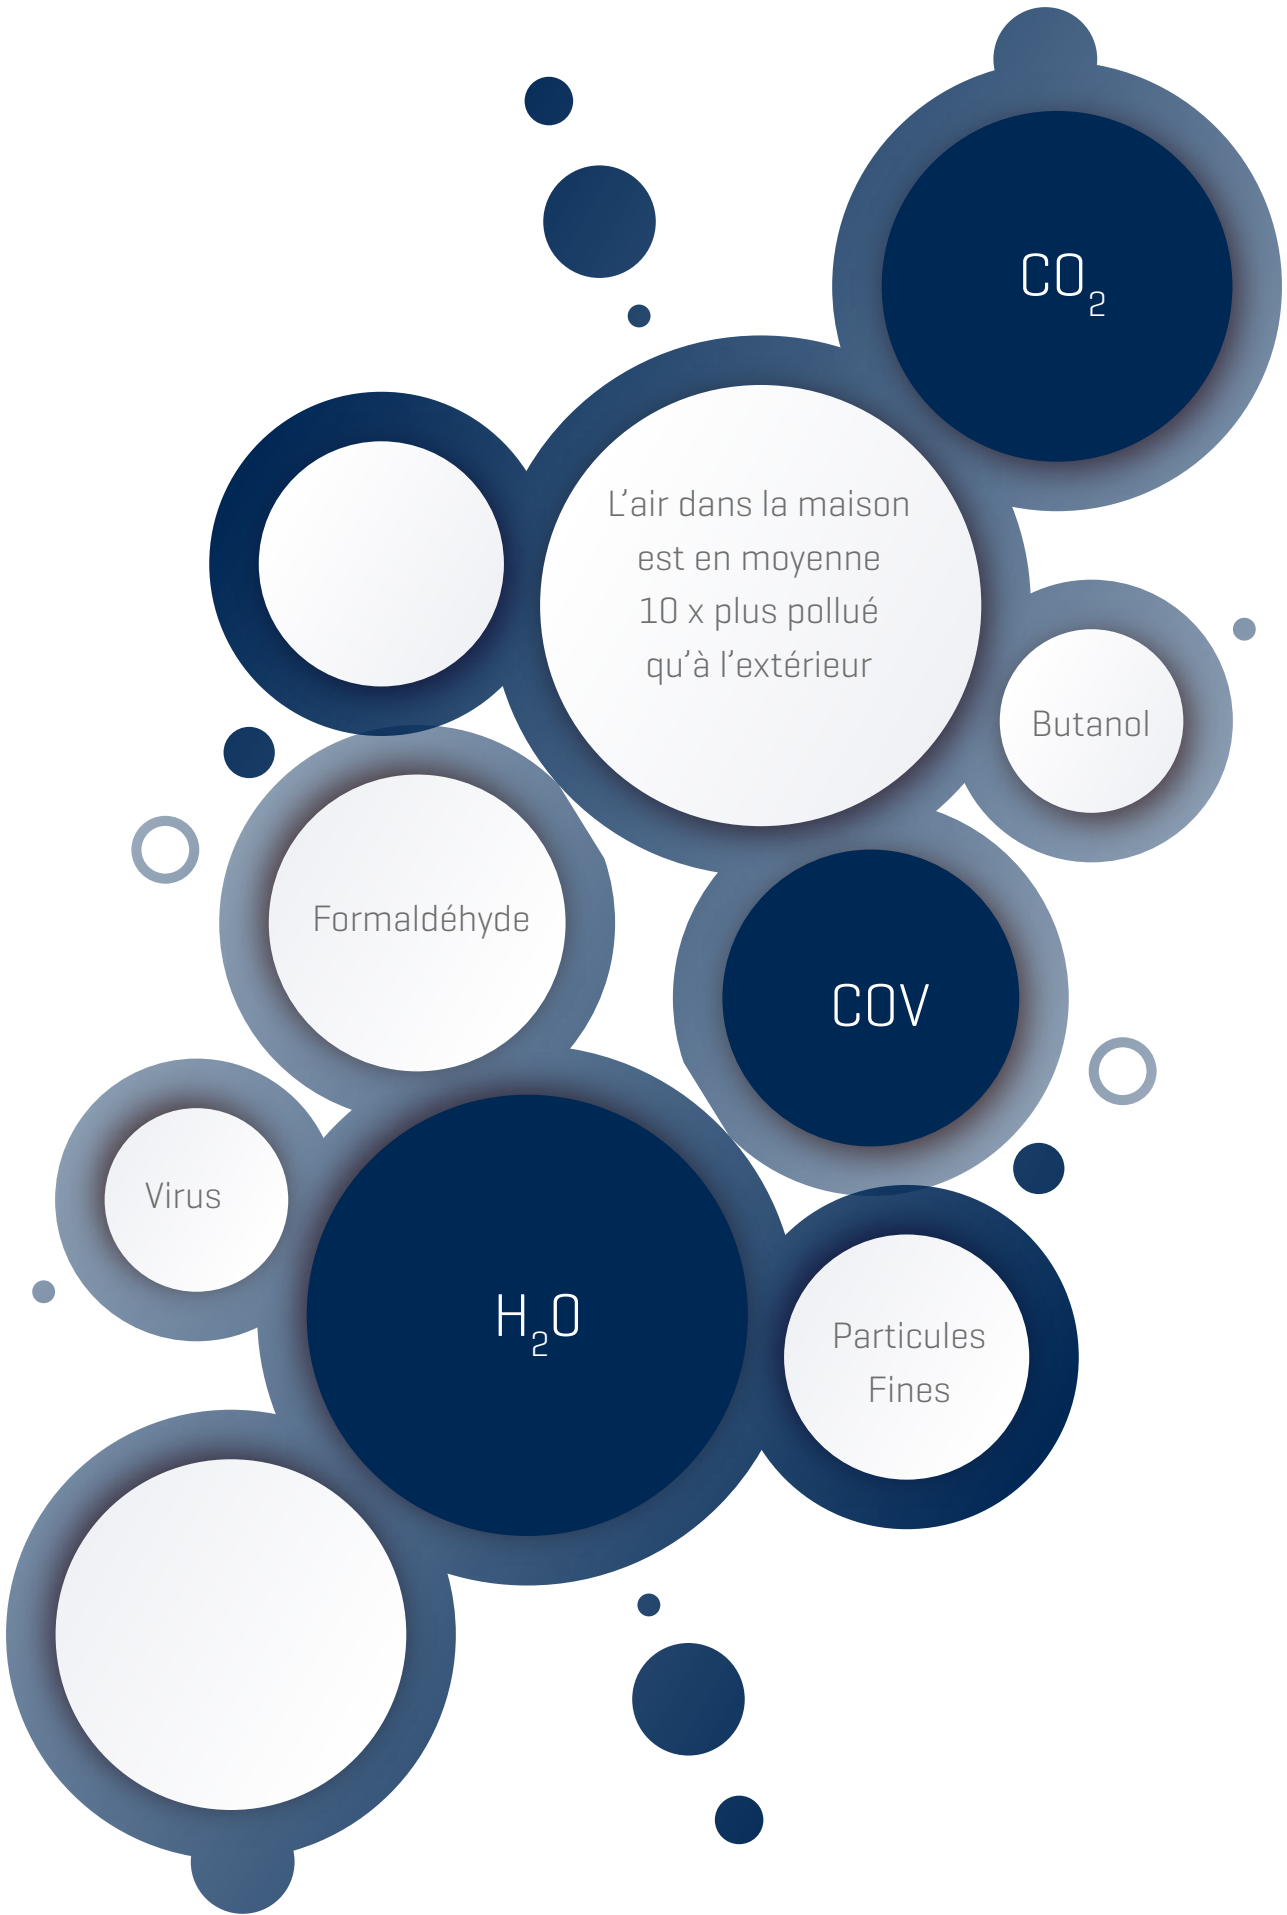 CO₂
L'air dans la maison
est en moyenne
10 x plus pollué
qu'à l'extérieur
Butanol
Formaldéhyde
COV
Virus
H₂O
Particules
Fines